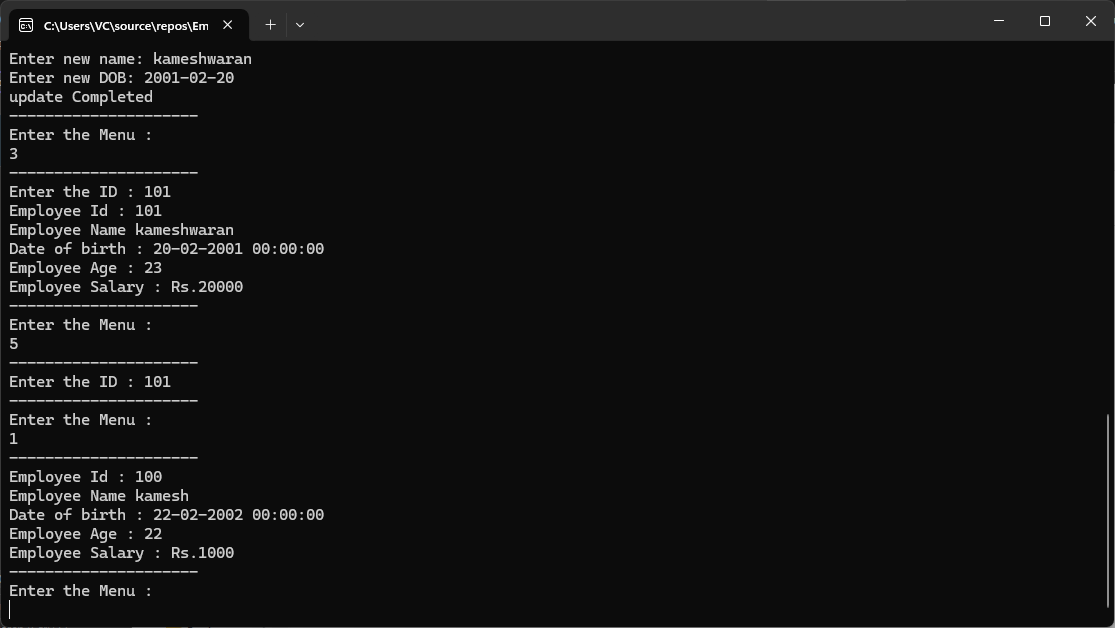 C:\Users\VC\source\repos\Em
Enter new name: kameshwaran
Enter new DOB: 2001-02-20
update Completed
---------------------
Enter the Menu :
3
---------------------
Enter the ID : 101
Employee Id : 101
Employee Name kameshwaran
Date of birth : 20-02-2001 00:00:00
Employee Age : 23
Employee Salary : Rs.20000
---------------------
Enter the Menu :
5
---------------------
Enter the ID : 101
---------------------
Enter the Menu :
1
---------------------
Employee Id : 100
Employee Name kamesh
Date of birth : 22-02-2002 00:00:00
Employee Age : 22
Employee Salary : Rs.1000
---------------------
Enter the Menu :